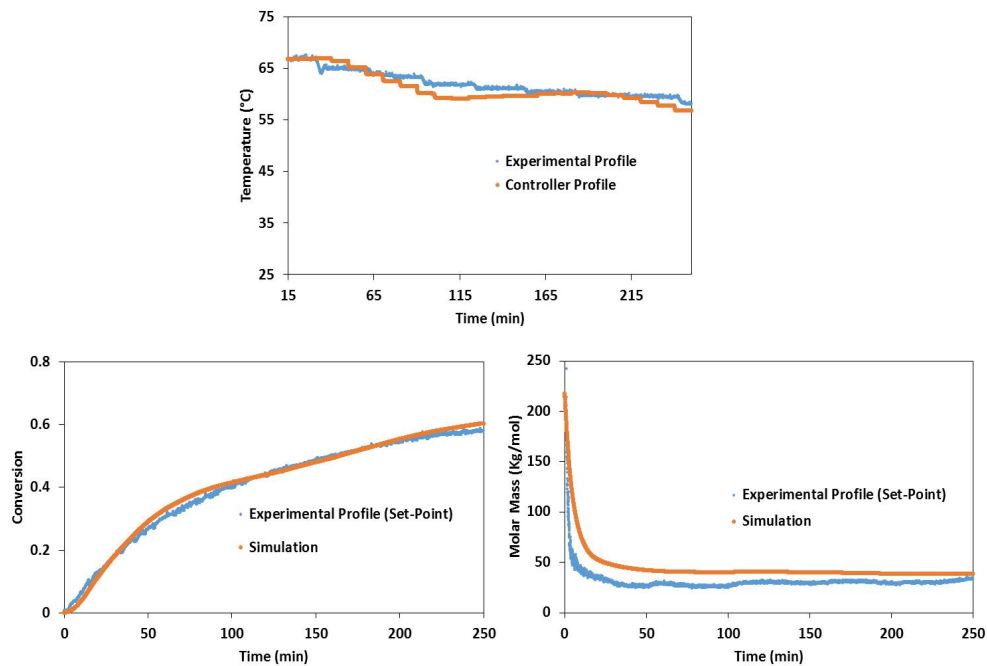 75
65
55
45
35
25
Temperature (°C)
Experimental Profile
Controller Profile
15 65 115 165 215
Time (min)
0.8
0.6
0.4
0.2
0
Conversion
Experimental Profile (Set-Point)
Simulation
0 50 100 150 200 250
Time (min)
250
200
150
100
50
0
Molar Mass (Kg/mol)
Experimental Profile (Set-Point)
Simulation
0 50 100 150 200 250
Time (min)